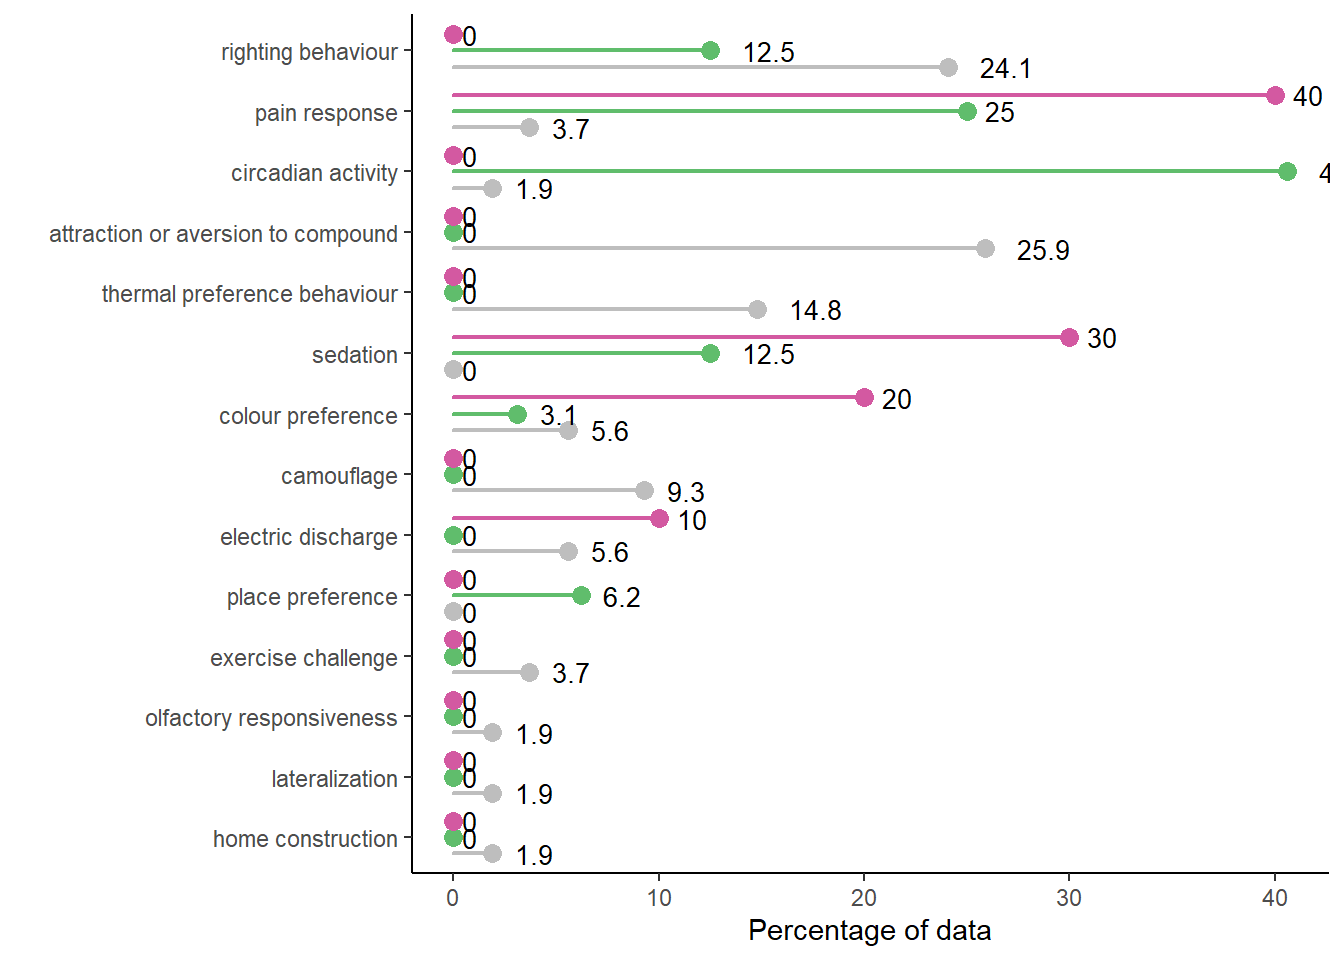 0
righting behaviour
12.5
24.1
40
pain response
25
3.7
0
circadian activity
4
1.9
0
attraction or aversion to compound
0
25.9
0
thermal preference behaviour
0
14.8
30
sedation
12.5
0
20
colour preference
3.1
5.6
0
camouflage
0
9.3
10
electric discharge
0
5.6
0
place preference
6.2
0
0
exercise challenge
0
3.7
0
olfactory responsiveness
0
1.9
0
lateralization
0
1.9
0
home construction
0
1.9
0 10 20 30 40
Percentage of data